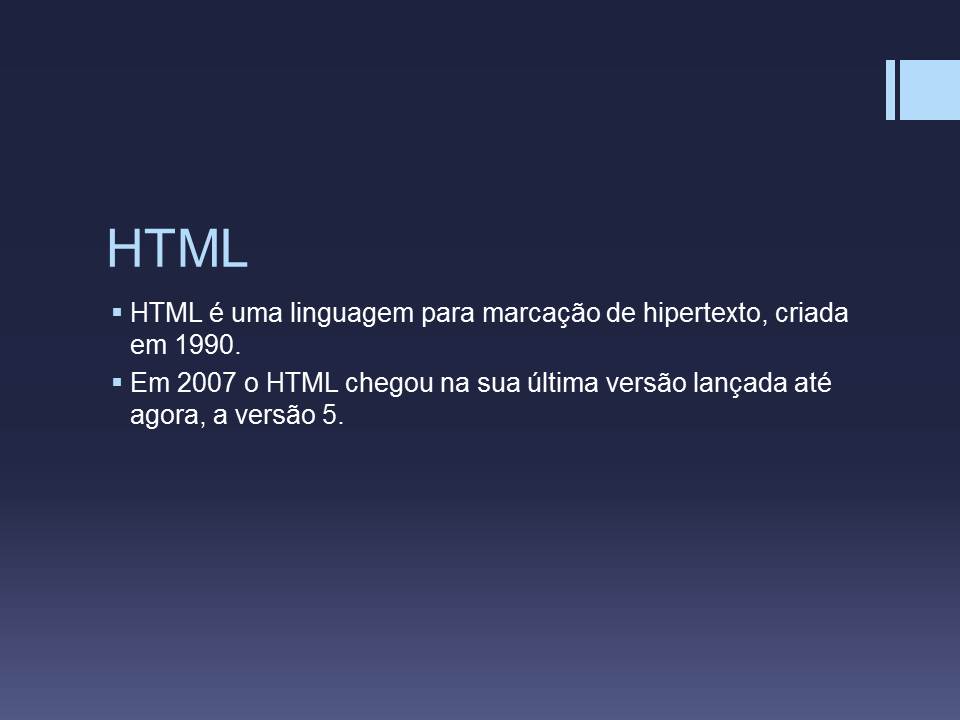 HTML
▪ HTML é uma linguagem para marcação de hipertexto, criada
em 1990.
▪ Em 2007 o HTML chegou na sua última versão lançada até
agora, a versão 5.